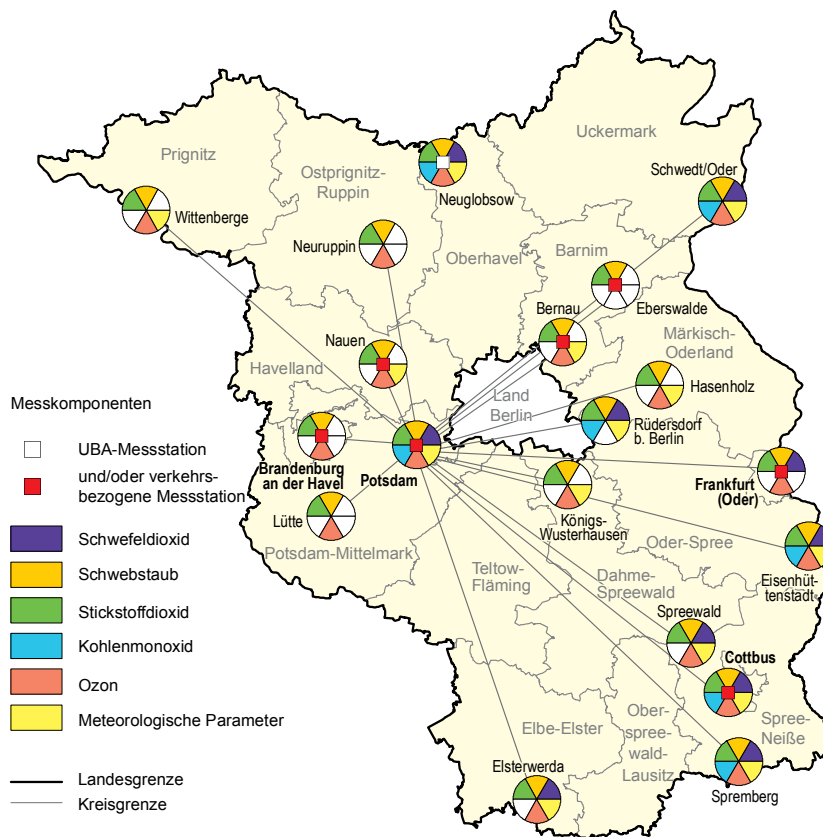 Uckermark
Prignitz
Ostprignitz-
Ruppin
Schwedt/Oder
Neuglobsow
Wittenberge
Neuruppin
Oberhavel
Barnim
Eberswalde
Bernau
Nauen
Märkisch-
Oderland
Havelland
Hasenholz
Land
Berlin
Rüdersdorf
b. Berlin
Brandenburg
an der Havel
Potsdam
Frankfurt
(Oder)
Königs-
Wusterhausen
Lütte
Potsdam-Mittelmark
Oder-Spree
Teltow-
Fläming
Eisenhüt-
tenstadt
Dahme-
Spreewald
Spreewald
Cottbus
Elbe-Elster
Ober-
spree-
wald-
Lausitz
Spree-
Neiße
Elsterwerda
Spremberg
Messkomponenten
UBA-Messstation
und/oder verkehrs-
bezogene Messstation
Schwefeldioxid
Schwebstaub
Stickstoffdioxid
Kohlenmonoxid
Ozon
Meteorologische Parameter
Landesgrenze
Kreisgrenze